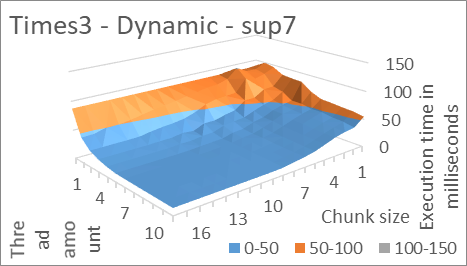 Times3 - Dynamic - sup7
150
100
50
0
Execution time in
milliseconds
1
4
7
10
13
16
Chunk size
1
4
7
10
Thre
ad
amo
unt
0-50
50-100
100-150